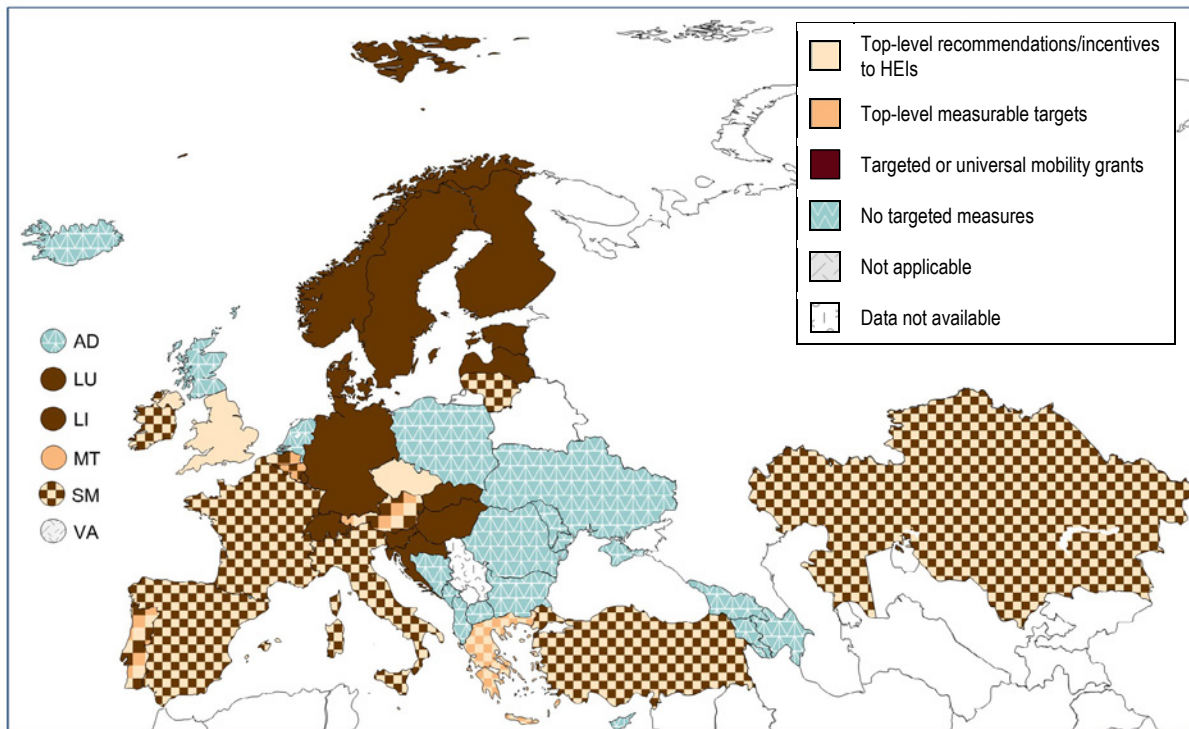 Top-level recommendations/incentives
to HEIs
Top-level measurable targets
Targeted or universal mobility grants
No targeted measures
Not applicable
Data not available
AD
LU
LI
MT
SM
VA